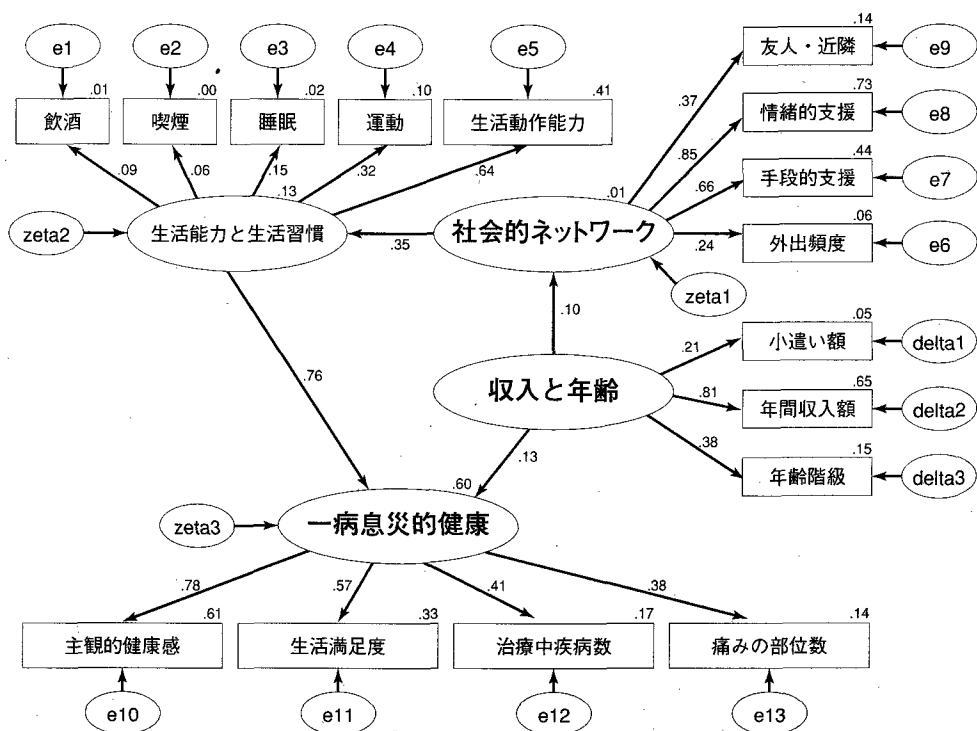 e1
e2
e3
e4
e5
.01
.00
.02
.10
.41
飲酒
喫煙
睡眠
運動
生活動作能力
.09
.06
.15
.32
.64
.13
zeta2
生活能力と生活習慣
.35
社会的ネットワーク
.01
.37
.85
.66
.24
.14
友人・近隣
e9
.73
情緒的支援
e8
.44
手段的支援
e7
.06
外出頻度
e6
zeta1
.10
収入と年齢
.21
.81
.38
.05
小遣い額
delta1
.65
年間収入額
delta2
.15
年齢階級
delta3
.76
.13
.60
zeta3
一病息災的健康
.78
.57
.41
.38
.61
.33
.17
.14
主観的健康感
生活満足度
治療中疾病数
痛みの部位数
e10
e11
e12
e13